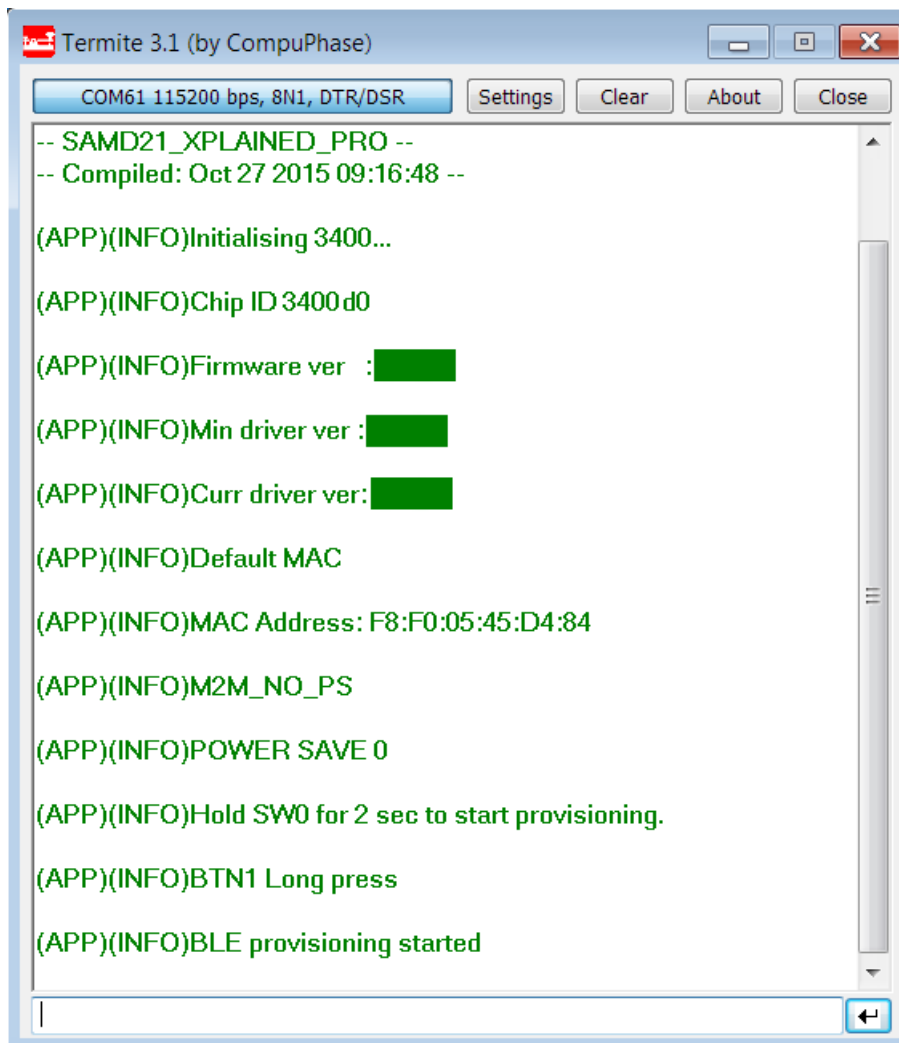 Termite 3.1 (by CompuPhase)
COM61 115200 bps, 8N1, DTR/DSR Settings Clear About Close
-- SAMD21_XPLAINED_PRO --
-- Compiled: Oct 27 2015 09:16:48 --
(APP)(INFO)Initialising 3400...
(APP)(INFO)Chip ID 3400d0
(APP)(INFO)Firmware ver :
(APP)(INFO)Min driver ver :
(APP)(INFO)Curr driver ver:
(APP)(INFO)Default MAC
(APP)(INFO)MAC Address: F8:F0:05:45:D4:84
(APP)(INFO)M2M_NO_PS
(APP)(INFO)POWER SAVE 0
(APP)(INFO)Hold SW0 for 2 sec to start provisioning.
(APP)(INFO)BTN1 Long press
(APP)(INFO)BLE provisioning started